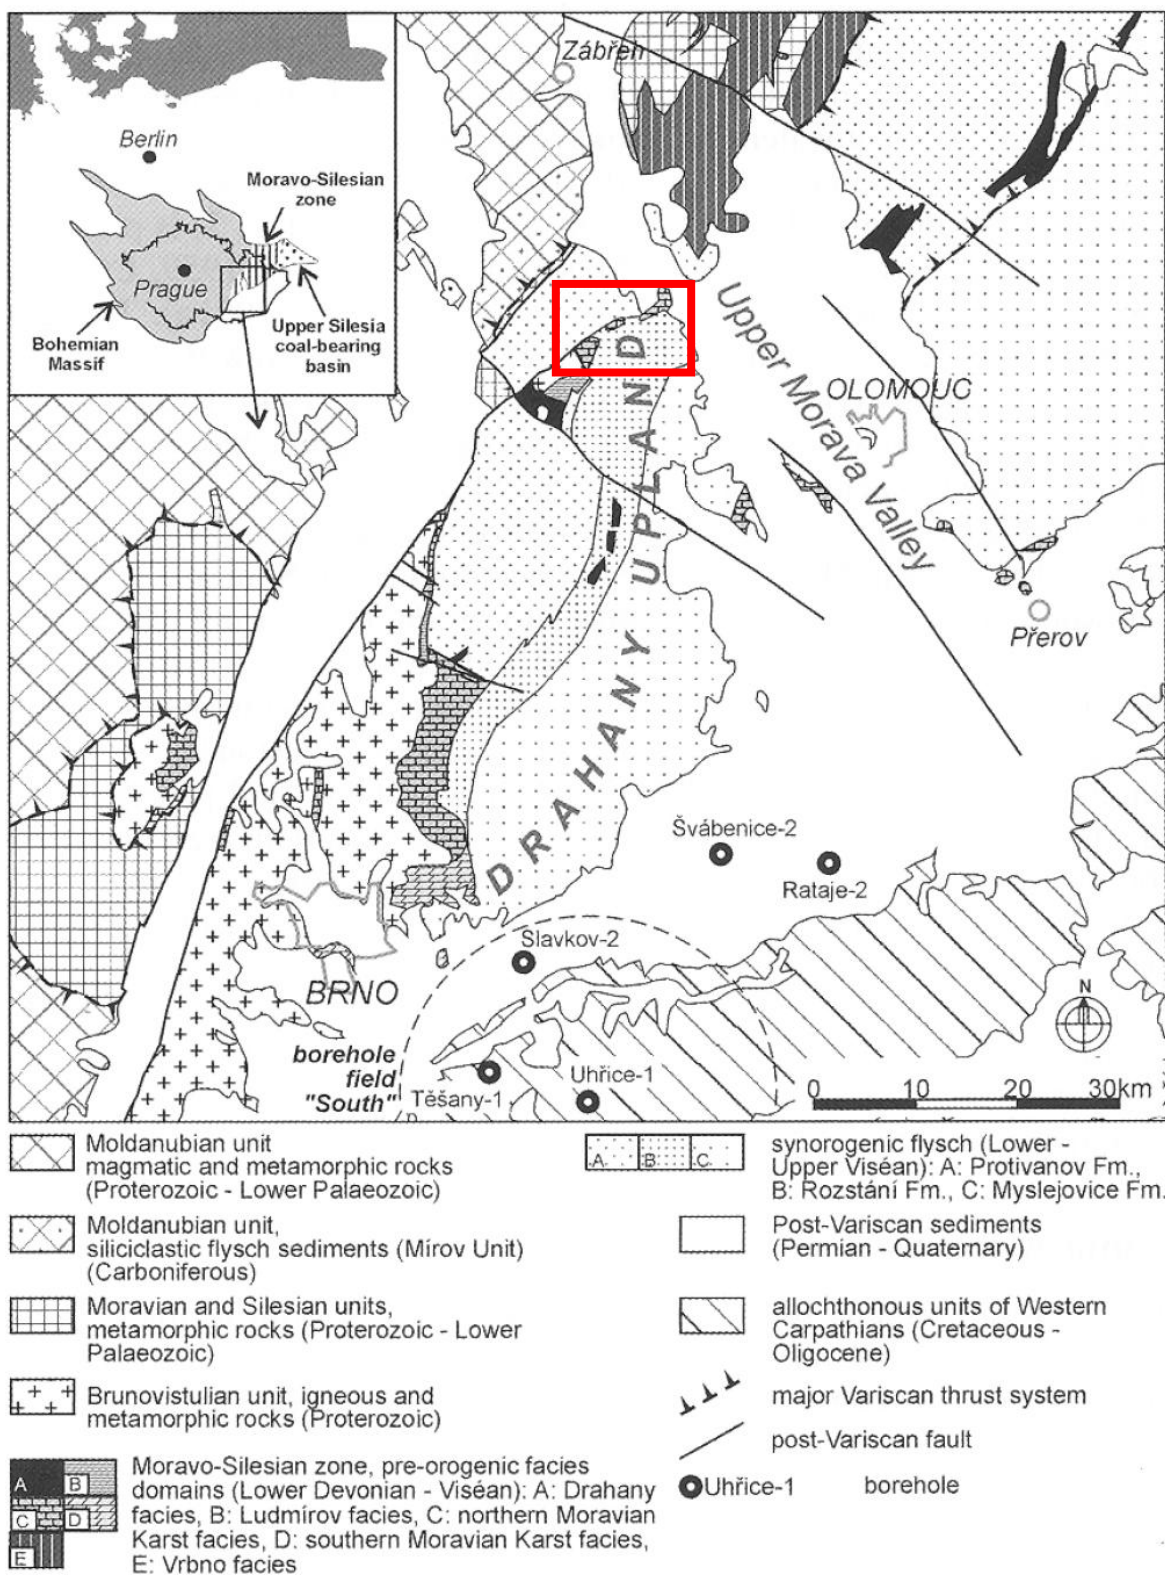 Zábřeh
Berlin
Moravo-Silesian
zone
Prague
Bohemian
Massif
Upper Silesia
coal-bearing
basin
Upper Morava Valley
OLOMOUC
DRAHANY UPLAND
Přerov
Švábenice-2
Rataje-2
Slavkov-2
BRNO
N
borehole
field
"South"
Těšany-1
Uhřice-1
0 10 20 30km
Moldanubian unit
magmatic and metamorphic rocks
(Proterozoic - Lower Palaeozoic)
Moldanubian unit,
siliciclastic flysch sediments (Mírov Unit)
(Carboniferous)
Moravian and Silesian units,
metamorphic rocks (Proterozoic - Lower
Palaeozoic)
Brunovistulian unit, igneous and
metamorphic rocks (Proterozoic)
A B
C D
E
Moravo-Silesian zone, pre-orogenic facies
domains (Lower Devonian - Viséan): A: Drahany
facies, B: Ludmírov facies, C: northern Moravian
Karst facies, D: southern Moravian Karst facies,
E: Vrbno facies
A B C
synorogenic flysch (Lower -
Upper Viséan): A: Protivanov Fm.,
B: Rozstání Fm., C: Myslejovice Fm.
Post-Variscan sediments
(Permian - Quaternary)
allochthonous units of Western
Carpathians (Cretaceous -
Oligocene)
major Variscan thrust system
post-Variscan fault
Uhřice-1 borehole